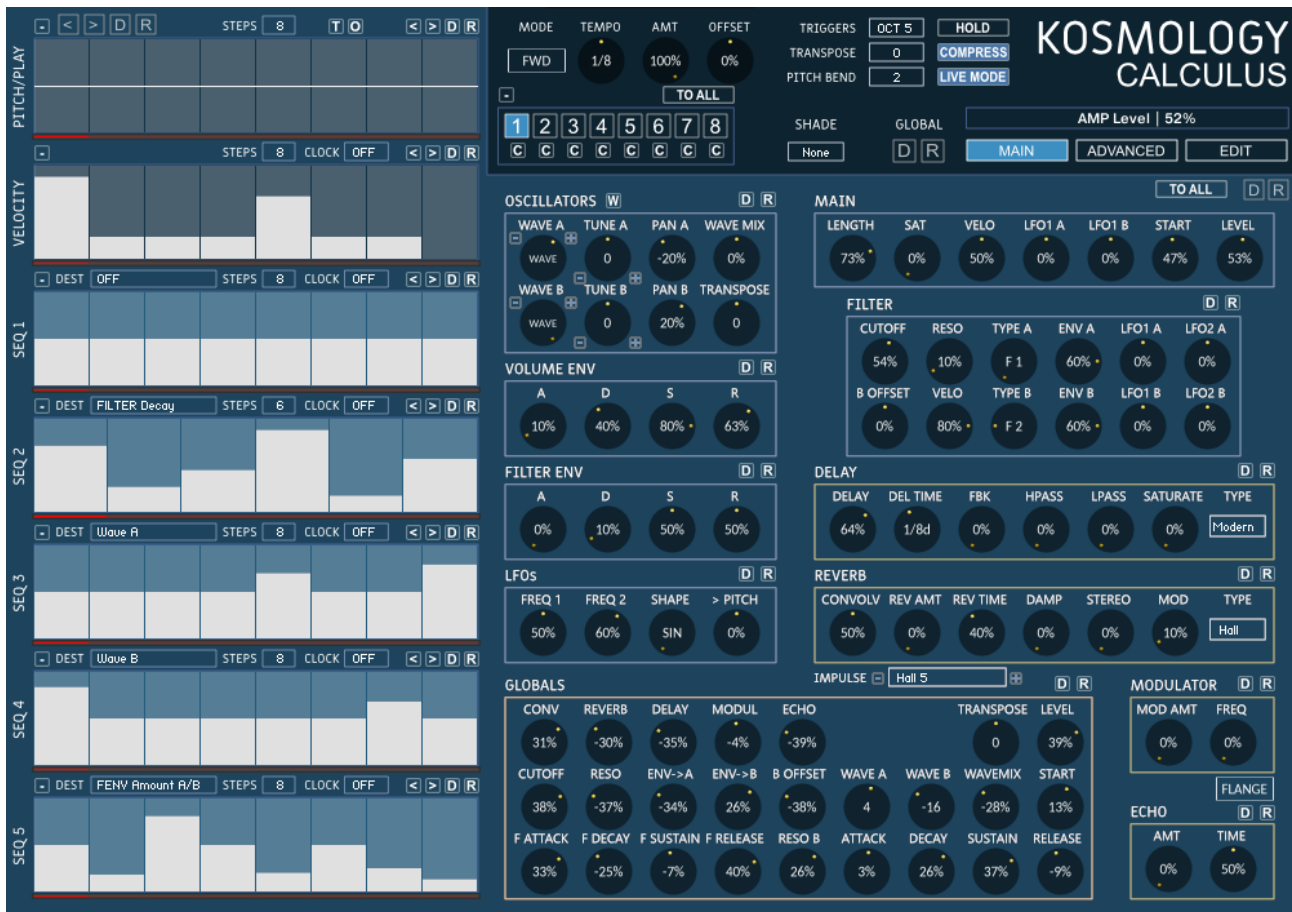 - < > D R STEPS 8 T O < > D R
PITCH/PLAY
- STEPS 8 CLOCK OFF < > D R
VELOCITY
- DEST OFF STEPS 8 CLOCK OFF < > D R
SEQ 1
- DEST FILTER Decay STEPS 6 CLOCK OFF < > D R
SEQ 2
- DEST Wave A STEPS 8 CLOCK OFF < > D R
SEQ 3
- DEST Wave B STEPS 8 CLOCK OFF < > D R
SEQ 4
- DEST FENV Amount A/B STEPS 8 CLOCK OFF < > D R
SEQ 5
MODE TEMPO AMT OFFSET
FWD 1/8 100% 0%
- TO ALL
1 2 3 4 5 6 7 8
C C C C C C C C
TRIGGERS OCT 5 HOLD
TRANSPOSE 0 COMPRESS
PITCH BEND 2 LIVE MODE
KOSMOLOGY
CALCULUS
SHADE GLOBAL
None D R
AMP Level | 52%
MAIN ADVANCED EDIT
TO ALL D R
OSCILLATORS W D R
WAVE A TUNE A PAN A WAVE MIX
WAVE 0 -20% 0%
WAVE B TUNE B PAN B TRANSPOSE
WAVE 0 20% 0
VOLUME ENV D R
A D S R
10% 40% 80% 63%
FILTER ENV D R
A D S R
0% 10% 50% 50%
LFOs D R
FREQ 1 FREQ 2 SHAPE > PITCH
50% 60% SIN 0%
MAIN
LENGTH SAT VELO LFO1 A LFO1 B START LEVEL
73% 0% 50% 0% 0% 47% 53%
FILTER D R
CUTOFF RESO TYPE A ENV A LFO1 A LFO2 A
54% 10% F 1 60% 0% 0%
B OFFSET VELO TYPE B ENV B LFO1 B LFO2 B
0% 80% F 2 60% 0% 0%
DELAY D R
DELAY DEL TIME FBK HPASS LPASS SATURATE TYPE
64% 1/8d 0% 0% 0% 0% Modern
REVERB D R
CONVOLV REV AMT REV TIME DAMP STEREO MOD TYPE
50% 0% 40% 0% 0% 10% Hall
IMPULSE - Hall 5 +
GLOBALS D R
CONV REVERB DELAY MODUL ECHO TRANSPOSE LEVEL
31% -30% -35% -4% -39% 0 39%
CUTOFF RESO ENV->A ENV->B B OFFSET WAVE A WAVE B WAVEMIX START
38% -37% -34% 26% -38% 4 -16 -28% 13%
F ATTACK F DECAY F SUSTAIN F RELEASE RESO B ATTACK DECAY SUSTAIN RELEASE
33% -25% -7% 40% 26% 3% 26% 37% -9%
MODULATOR D R
MOD AMT FREQ
0% 0%
FLANGE
ECHO D R
AMT TIME
0% 50%